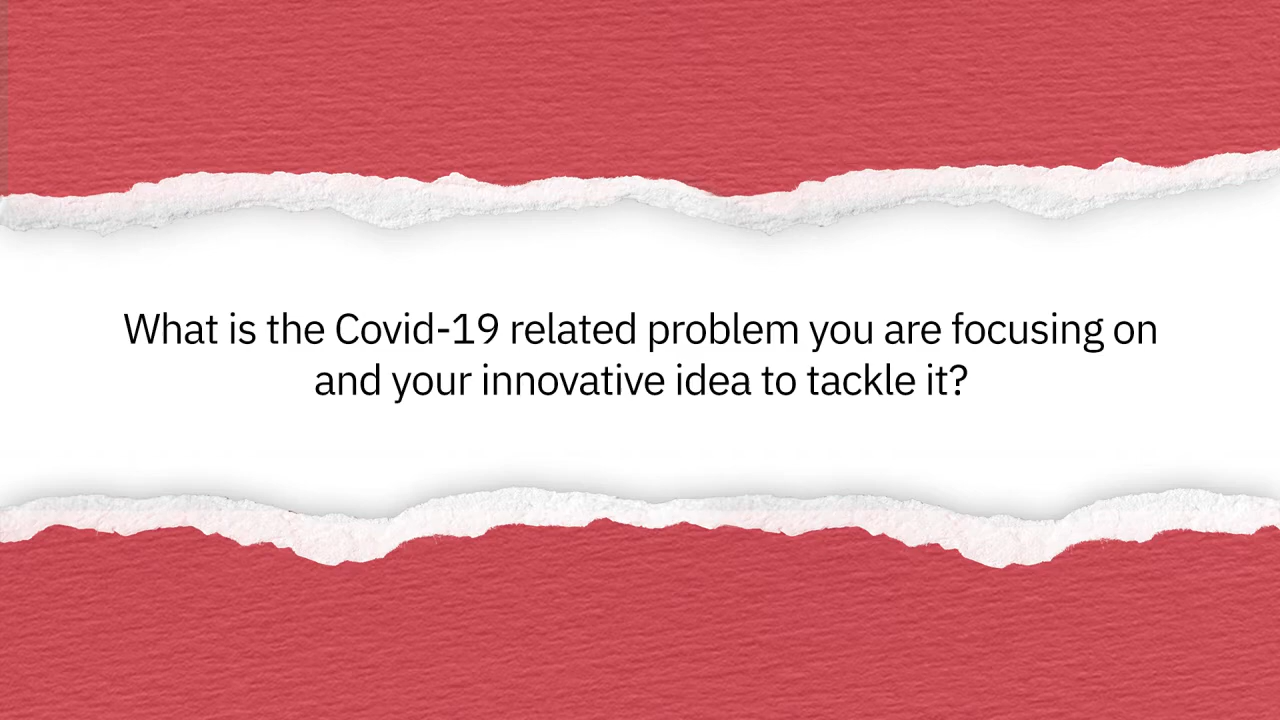 What is the Covid-19 related problem you are focusing on
and your innovative idea to tackle it?